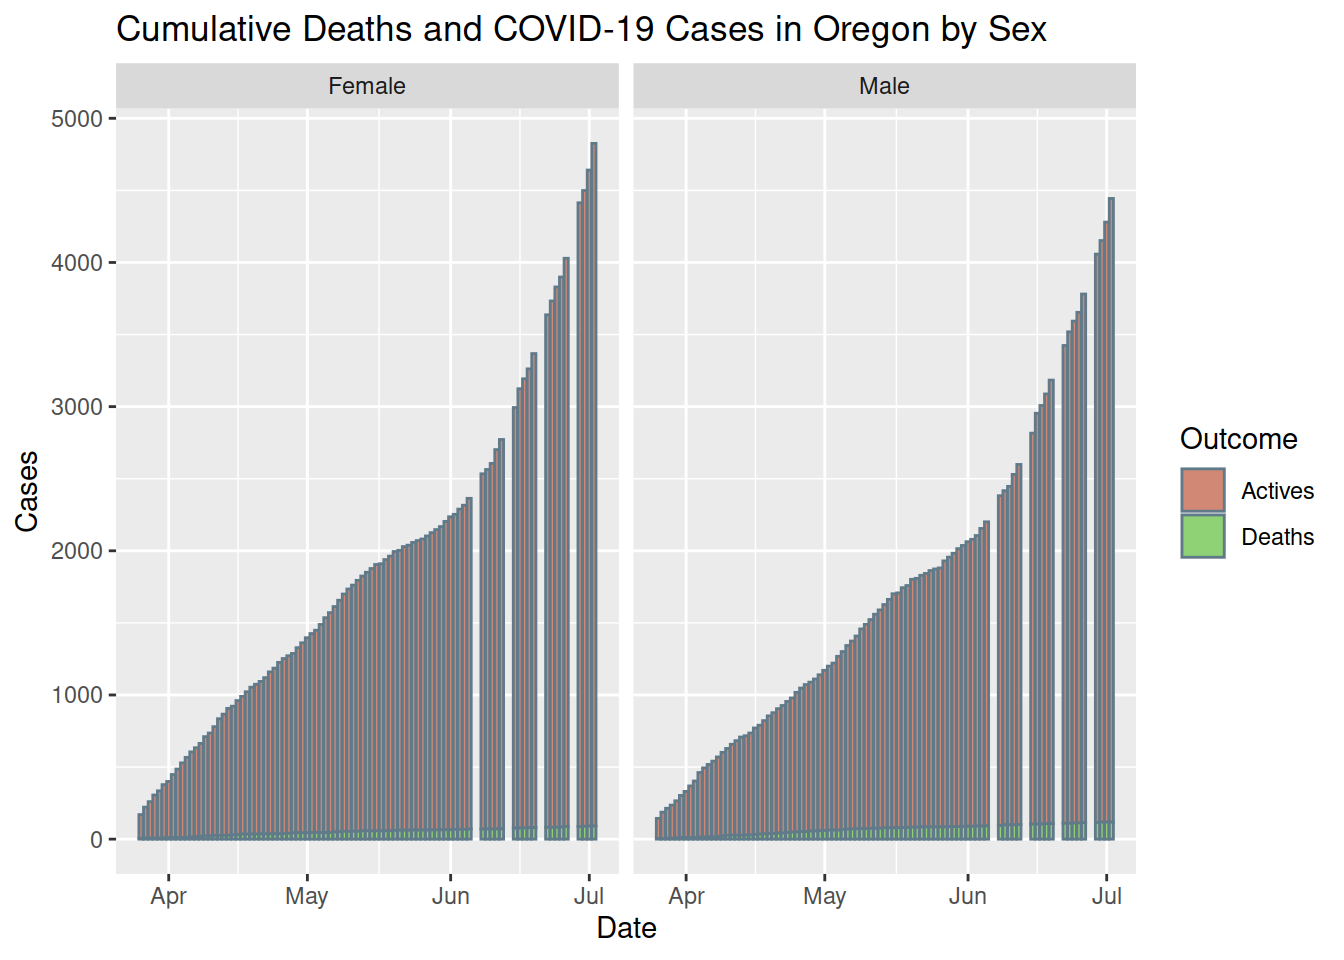 Cumulative Deaths and COVID-19 Cases in Oregon by Sex
Female
Male
5000
4000
3000
2000
1000
0
Cases
Apr
May
Jun
Jul
Apr
May
Jun
Jul
Date
Outcome
Actives
Deaths